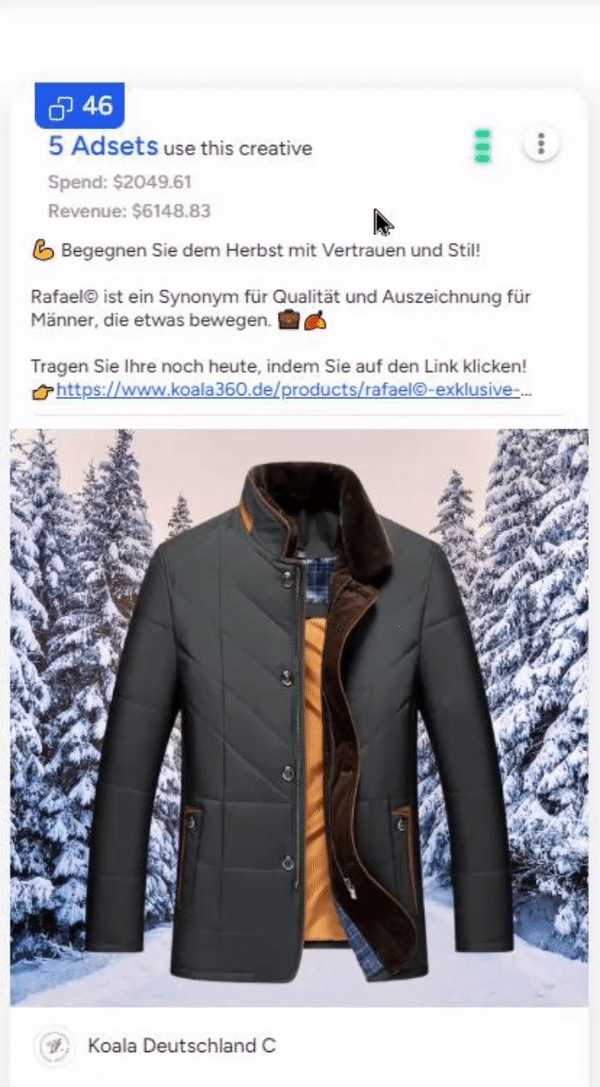 46
5 Adsets use this creative
Spend: $2049.61
Revenue: $6148.83
💪 Begegnen Sie dem Herbst mit Vertrauen und Stil!
Rafael© ist ein Synonym für Qualität und Auszeichnung für
Männer, die etwas bewegen. 💼🍂
Tragen Sie Ihre noch heute, indem Sie auf den Link klicken!
👉https://www.koala360.de/products/rafael©-exklusive-...
Koala Deutschland C